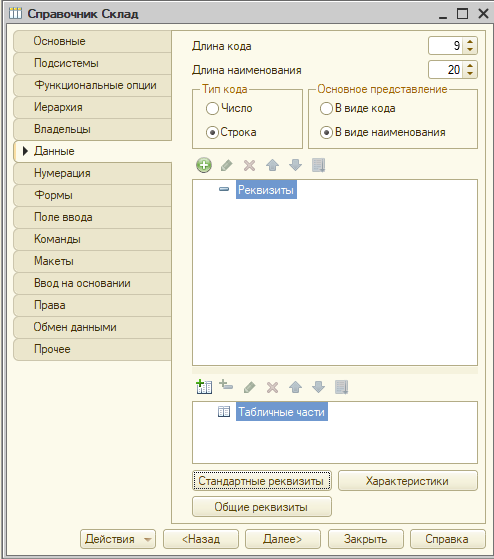 Справочник Склад
Основные
Подсистемы
Функциональные опции
Иерархия
Владельцы
Данные
Нумерация
Формы
Поле ввода
Команды
Макеты
Ввод на основании
Права
Обмен данными
Прочее
Длина кода 9
Длина наименования 20
Тип кода
Число
Строка
Основное представление
В виде кода
В виде наименования
Реквизиты
Табличные части
Стандартные реквизиты Характеристики
Общие реквизиты
Действия <Назад Далее> Закрыть Справка